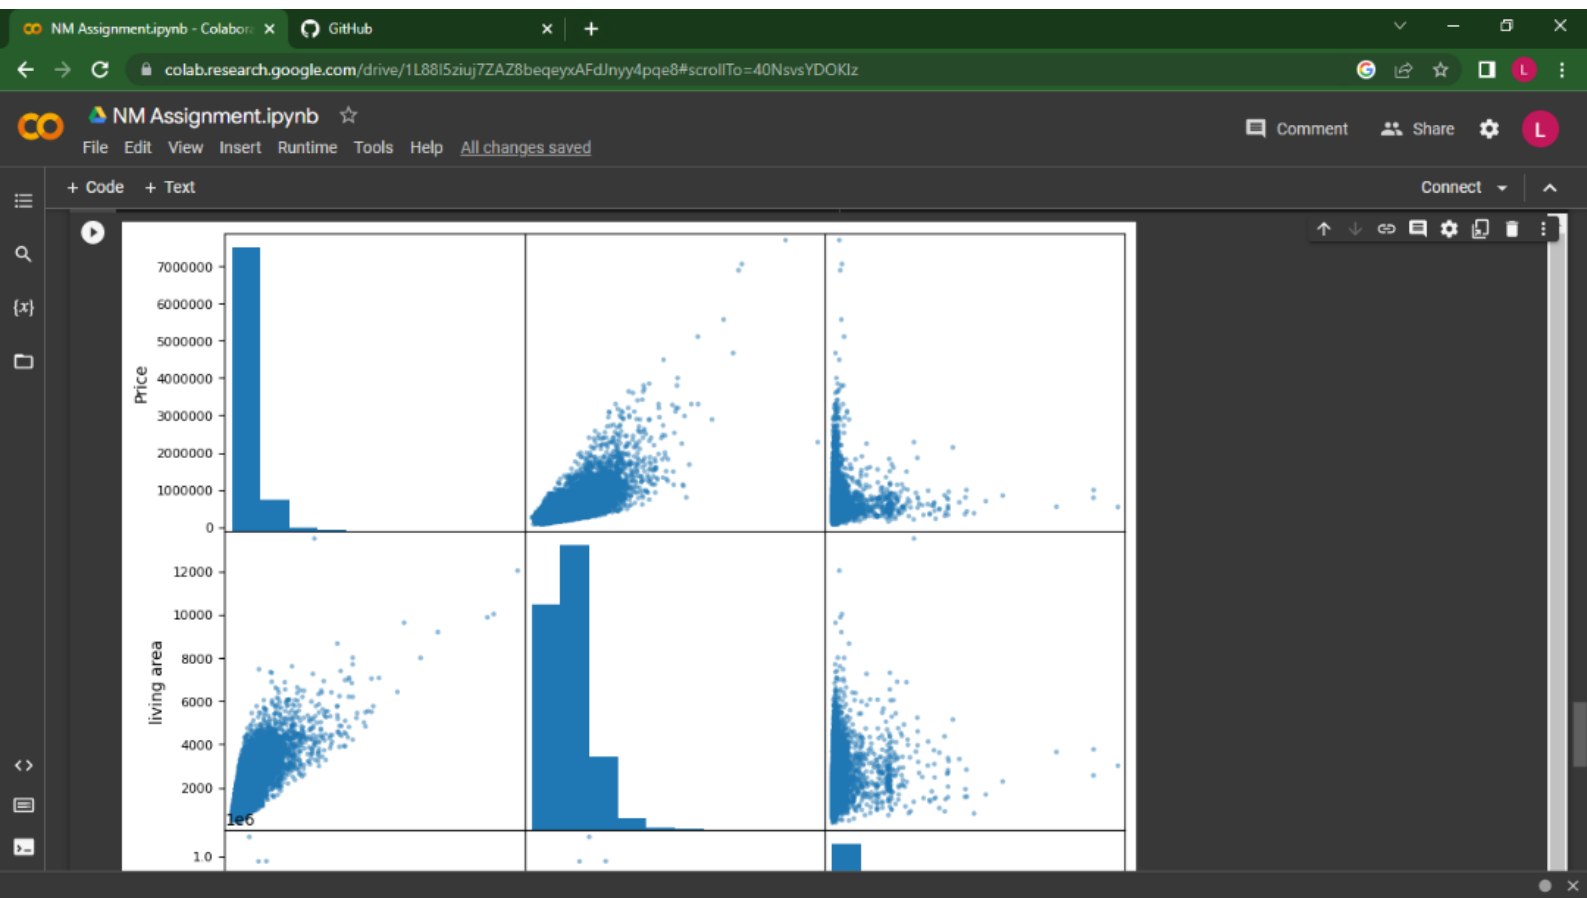 NM Assignment.ipynb - Colabora
GitHub
colab.research.google.com/drive/1L88I5ziuj7ZAZ8beqeyxAFdJnyy4pqe8#scrollTo=40NsvsYDOKlz
L
NM Assignment.ipynb
Comment
Share
L
File Edit View Insert Runtime Tools Help All changes saved
+ Code + Text
Connect
7000000
6000000
5000000
4000000
3000000
2000000
1000000
0
Price
12000
10000
8000
6000
4000
2000
living area
1e6
1.0